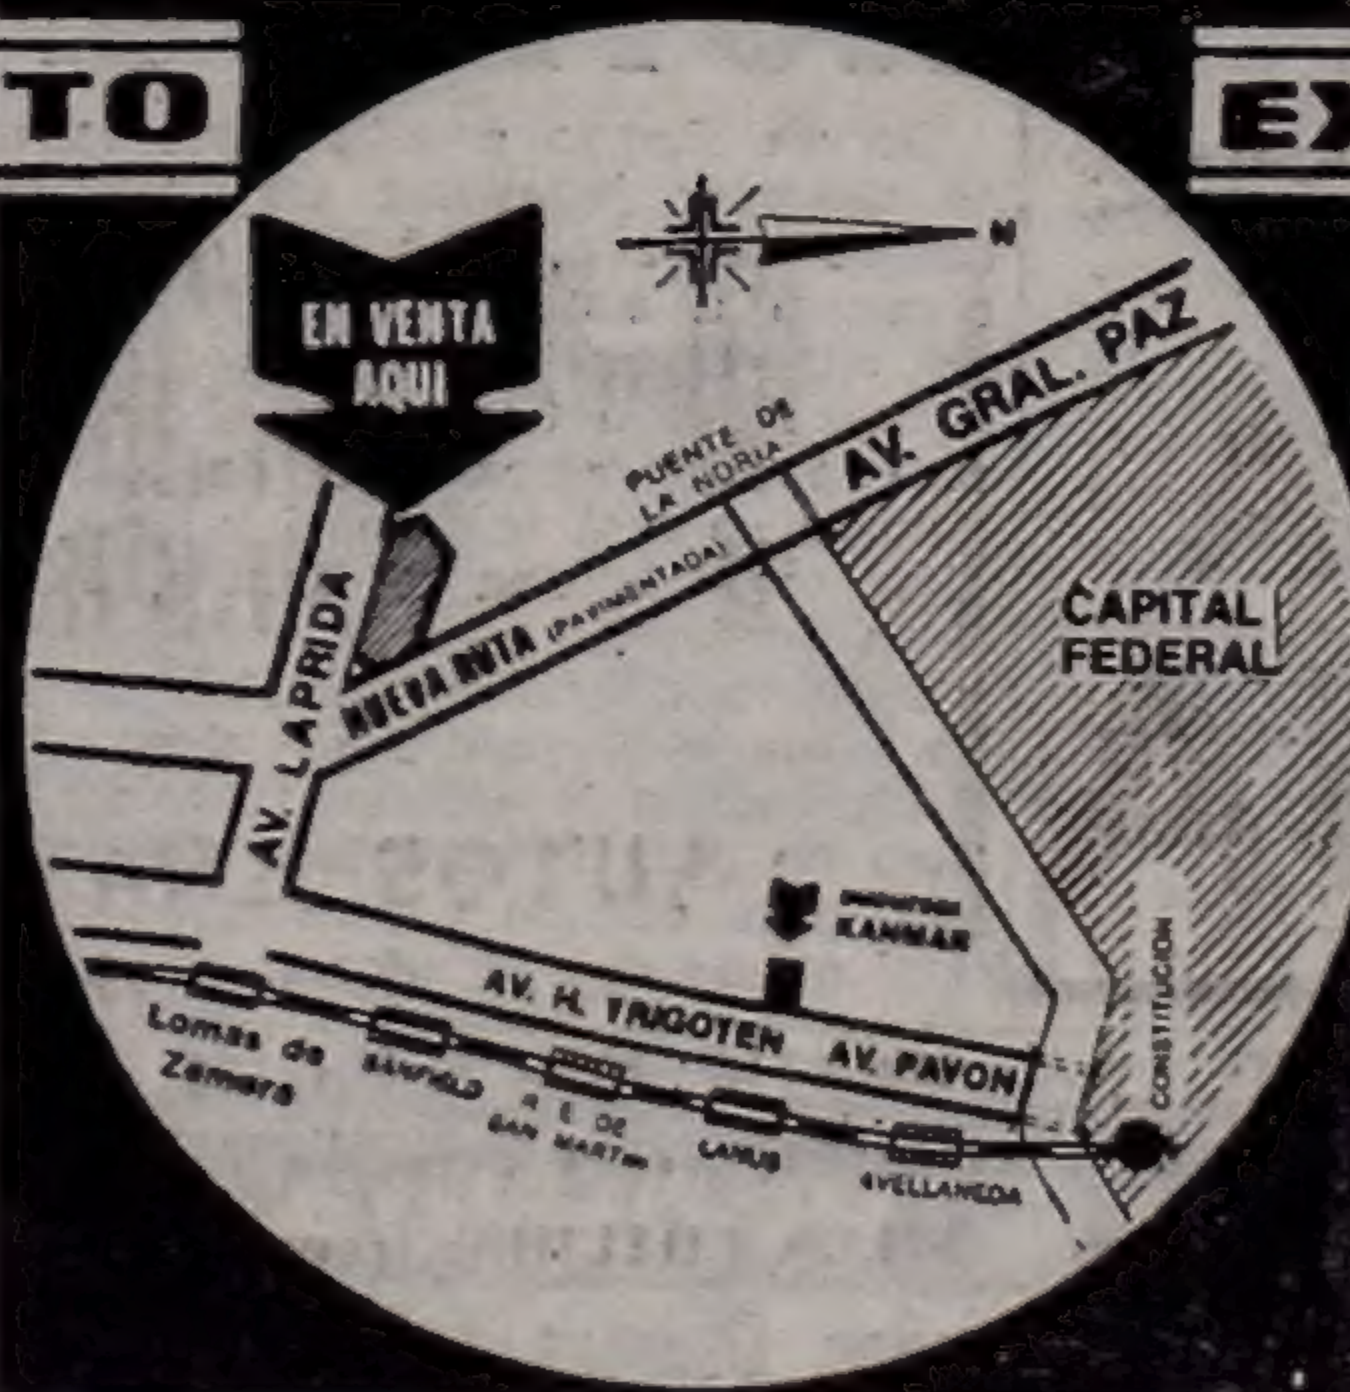 TO
EX
EN VENTA
AQUI
N
AV. GRAL. PAZ
PUENTE DE
LA NORIA
NUEVA RUTA (PAVIMENTADA)
CAPITAL
FEDERAL
AV. LAPRIDA
KANMAR
CONSTITUCION
AV. H. YRIGOYEN AV. PAVON
Lomas de
Zamora
BANFIELD
R. E. DE
SAN MARTIN
LANUS
AVELLANEDA